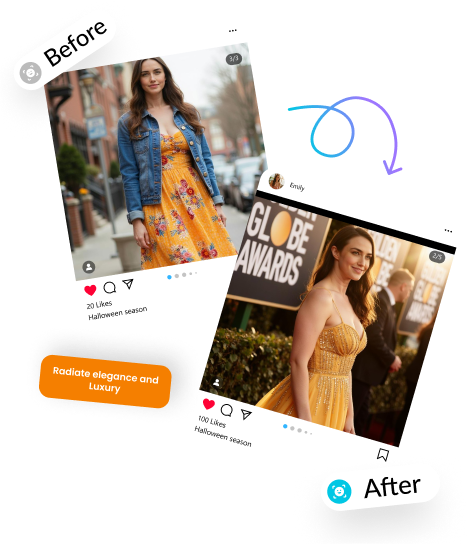 Before
3/3
20 Likes
Halloween season
Emily
2/5
GLOBE
AWARDS
Radiate elegance and
Luxury
100 Likes
Halloween season
After